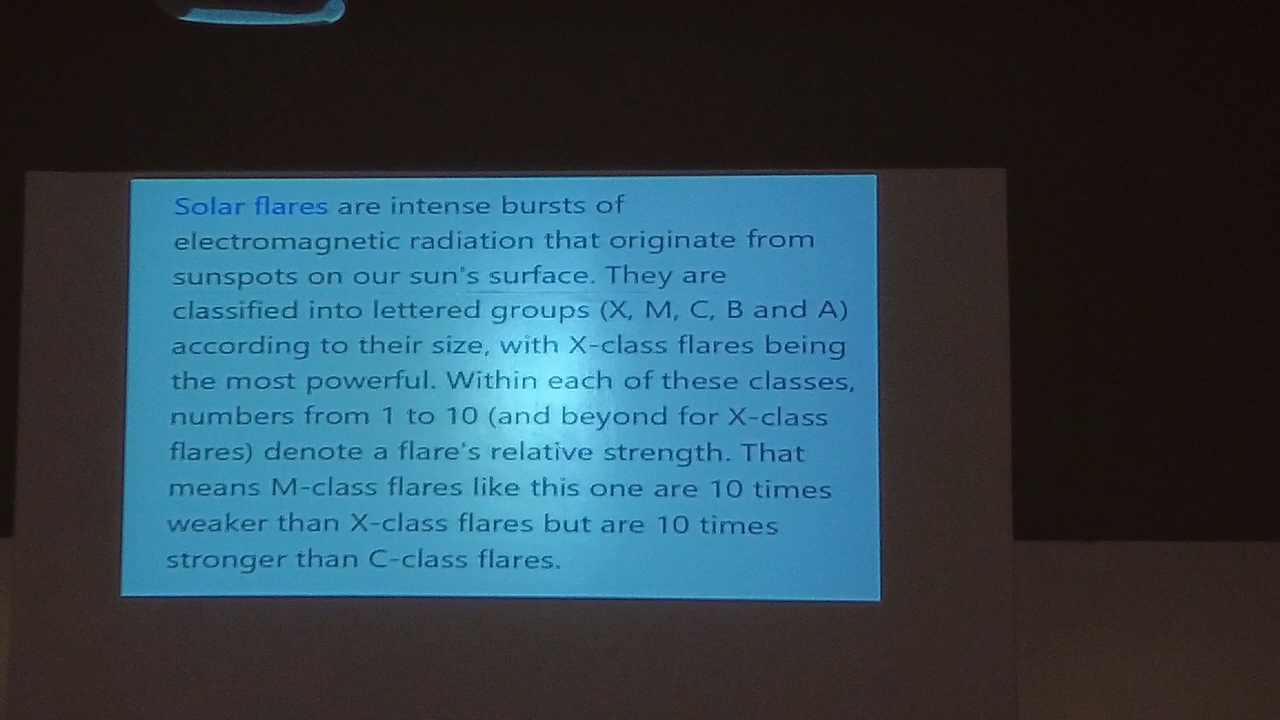 Solar flares are intense bursts of
electromagnetic radiation that originate from
sunspots on our sun's surface. They are
classified into lettered groups (X, M, C, B and A)
according to their size, with X-class flares being
the most powerful. Within each of these classes,
numbers from 1 to 10 (and beyond for X-class
flares) denote a flare's relative strength. That
means M-class flares like this one are 10 times
weaker than X-class flares but are 10 times
stronger than C-class flares.